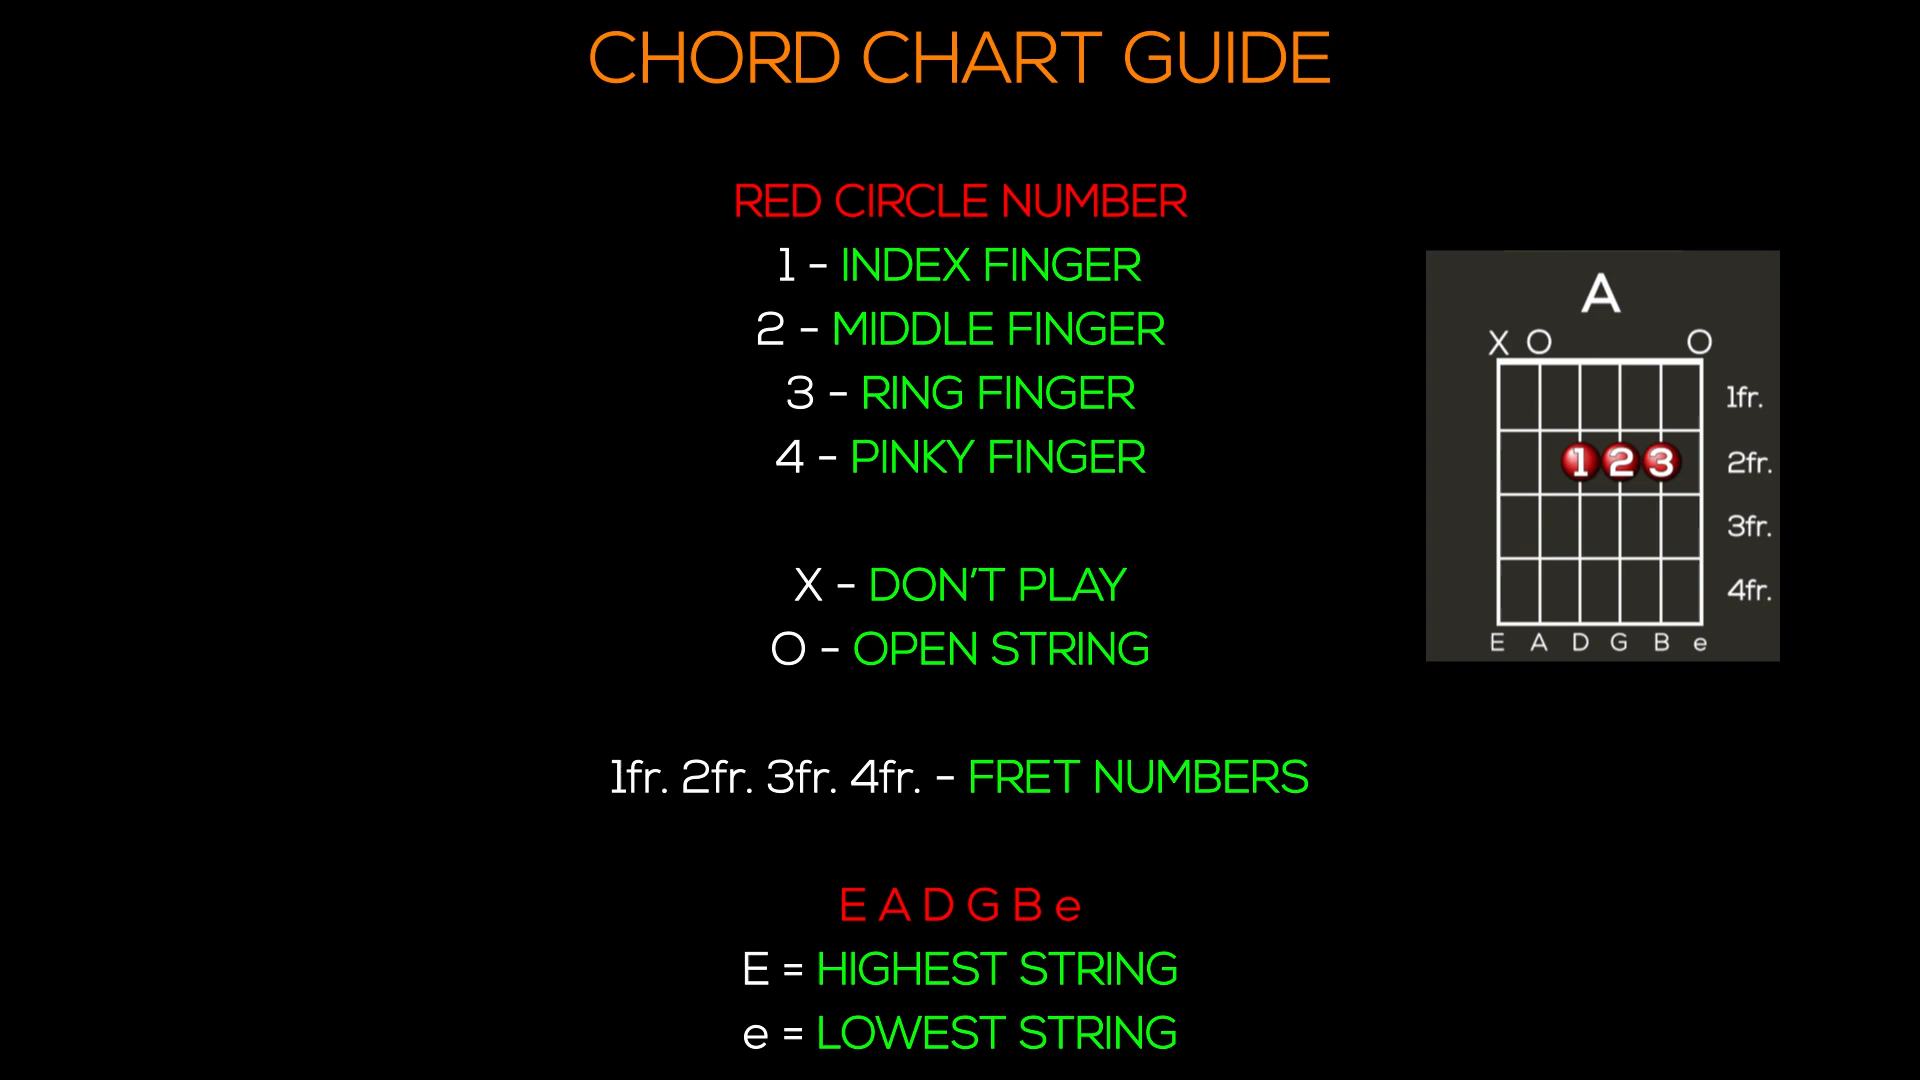 CHORD CHART GUIDE
RED CIRCLE NUMBER
1 - INDEX FINGER
2 - MIDDLE FINGER
3 - RING FINGER
4 - PINKY FINGER
X - DON'T PLAY
O - OPEN STRING
1fr. 2fr. 3fr. 4fr. - FRET NUMBERS
E A D G B e
E = HIGHEST STRING
e = LOWEST STRING
A
X O O
1fr.
1 2 3 2fr.
3fr.
4fr.
E A D G B e